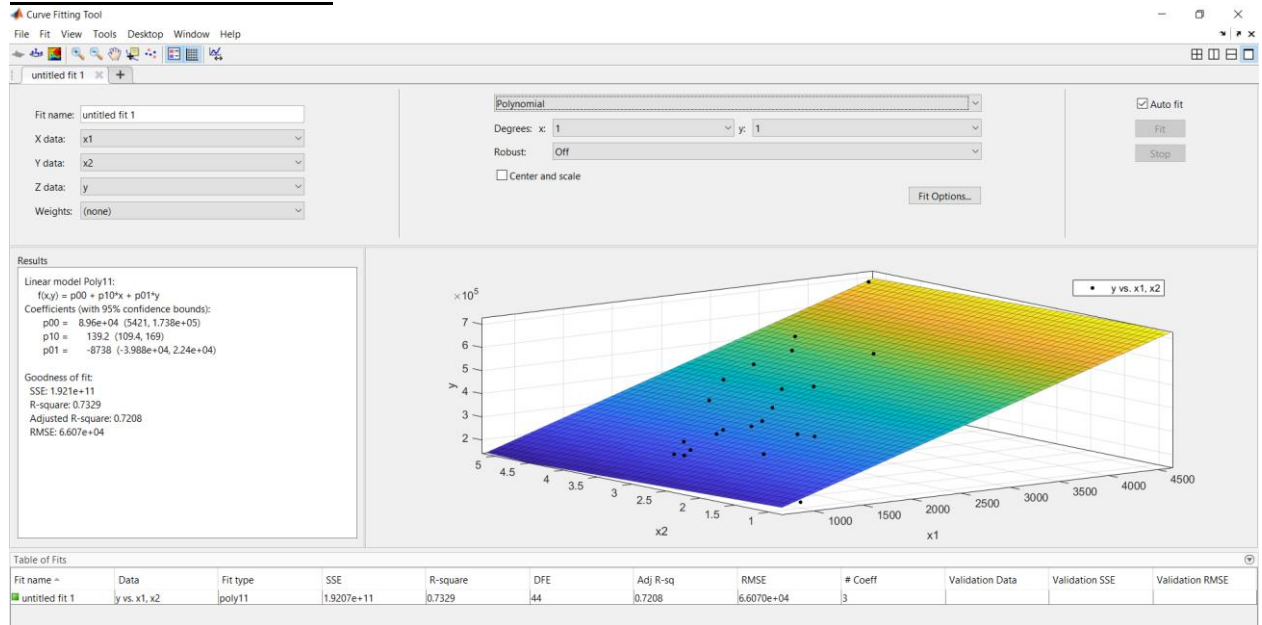 Curve Fitting Tool
File Fit View Tools Desktop Window Help
untitled fit 1
Fit name: untitled fit 1
X data: x1
Y data: x2
Z data: y
Weights: (none)
Polynomial
Degrees: x: 1 y: 1
Robust: Off
Center and scale
Fit Options...
Auto fit
Fit
Stop
Results
Linear model Poly11:
f(x,y) = p00 + p10*x + p01*y
Coefficients (with 95% confidence bounds):
p00 = 8.96e+04 (5421, 1.738e+05)
p10 = 139.2 (109.4, 169)
p01 = -8738 (-3.988e+04, 2.24e+04)
Goodness of fit:
SSE: 1.921e+11
R-square: 0.7329
Adjusted R-square: 0.7208
RMSE: 6.607e+04
×10⁵
7
6
5
4
3
2
y
5 4.5 4 3.5 3 2.5 2 1.5 1
x2
1000 1500 2000 2500 3000 3500 4000 4500
x1
y vs. x1, x2
Table of Fits
Fit name Data Fit type SSE R-square DFE Adj R-sq RMSE # Coeff Validation Data Validation SSE Validation RMSE
untitled fit 1 y vs. x1, x2 poly11 1.9207e+11 0.7329 44 0.7208 6.6070e+04 3